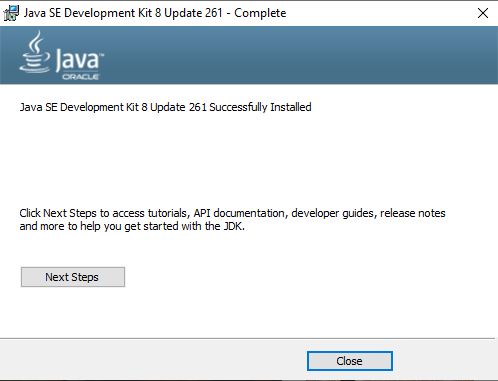 Java SE Development Kit 8 Update 261 - Complete
Java™
ORACLE
Java SE Development Kit 8 Update 261 Successfully Installed
Click Next Steps to access tutorials, API documentation, developer guides, release notes
and more to help you get started with the JDK.
Next Steps
Close